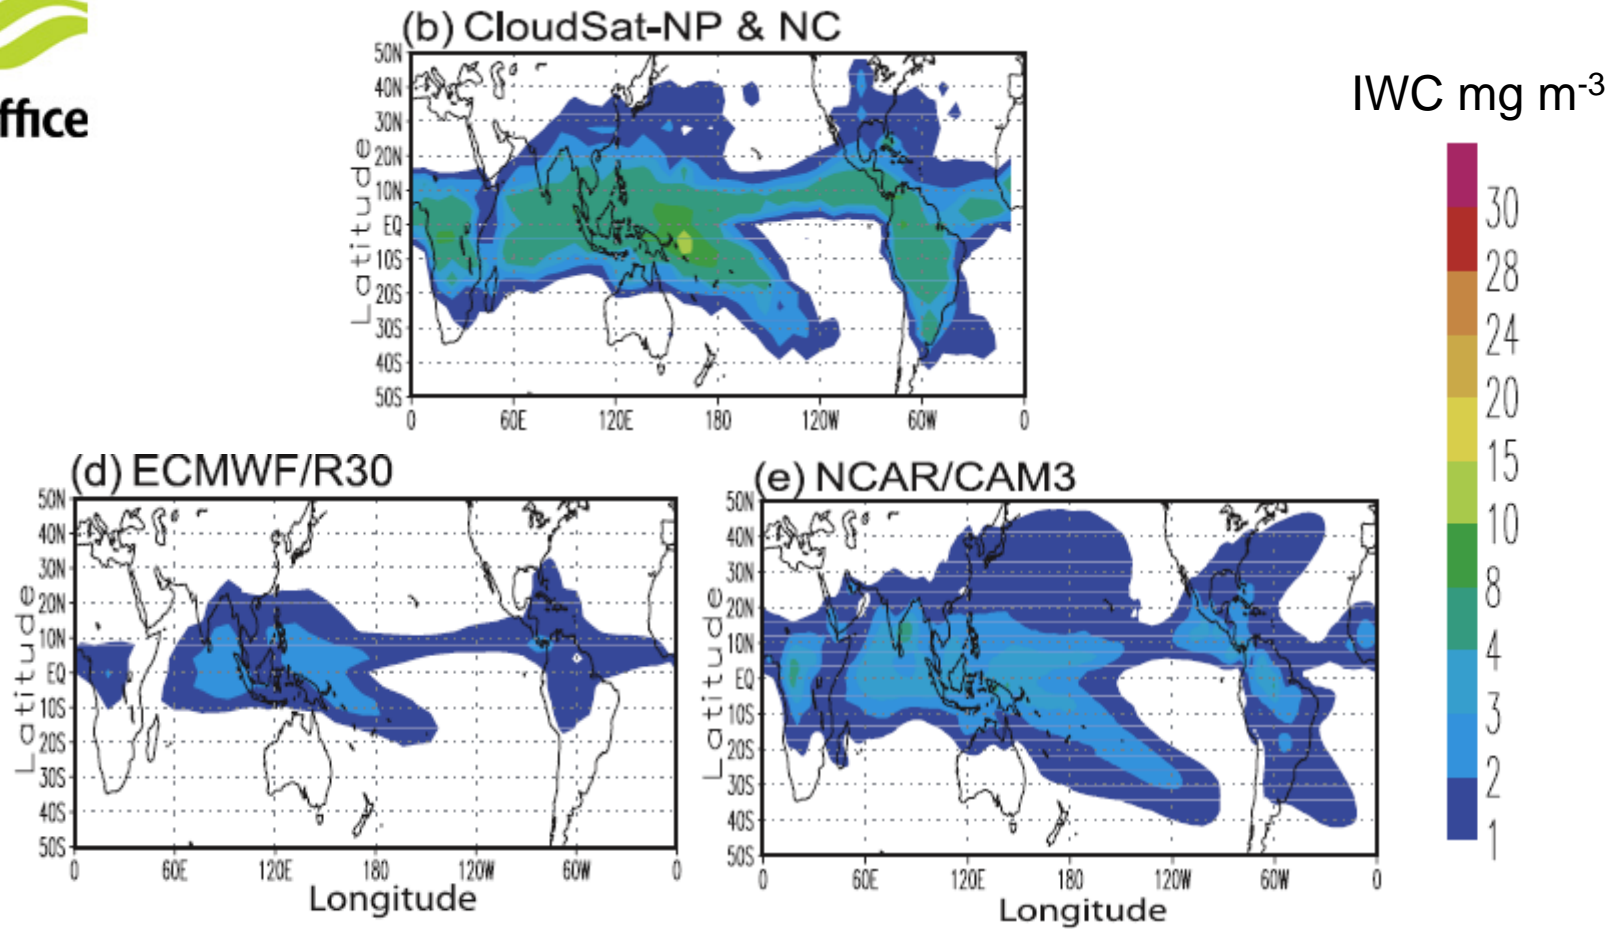 ffice
(b) CloudSat-NP & NC
IWC mg m-3
50N
40N
30N
20N
10N
EQ
10S
20S
30S
40S
50S
Latitude
0 60E 120E 180 120W 60W 0
30
28
24
20
15
10
8
4
3
2
1
(d) ECMWF/R30
50N
40N
30N
20N
10N
EQ
10S
20S
30S
40S
50S
Latitude
0 60E 120E 180 120W 60W 0
Longitude
(e) NCAR/CAM3
50N
40N
30N
20N
10N
EQ
10S
20S
30S
40S
50S
Latitude
0 60E 120E 180 120W 60W 0
Longitude